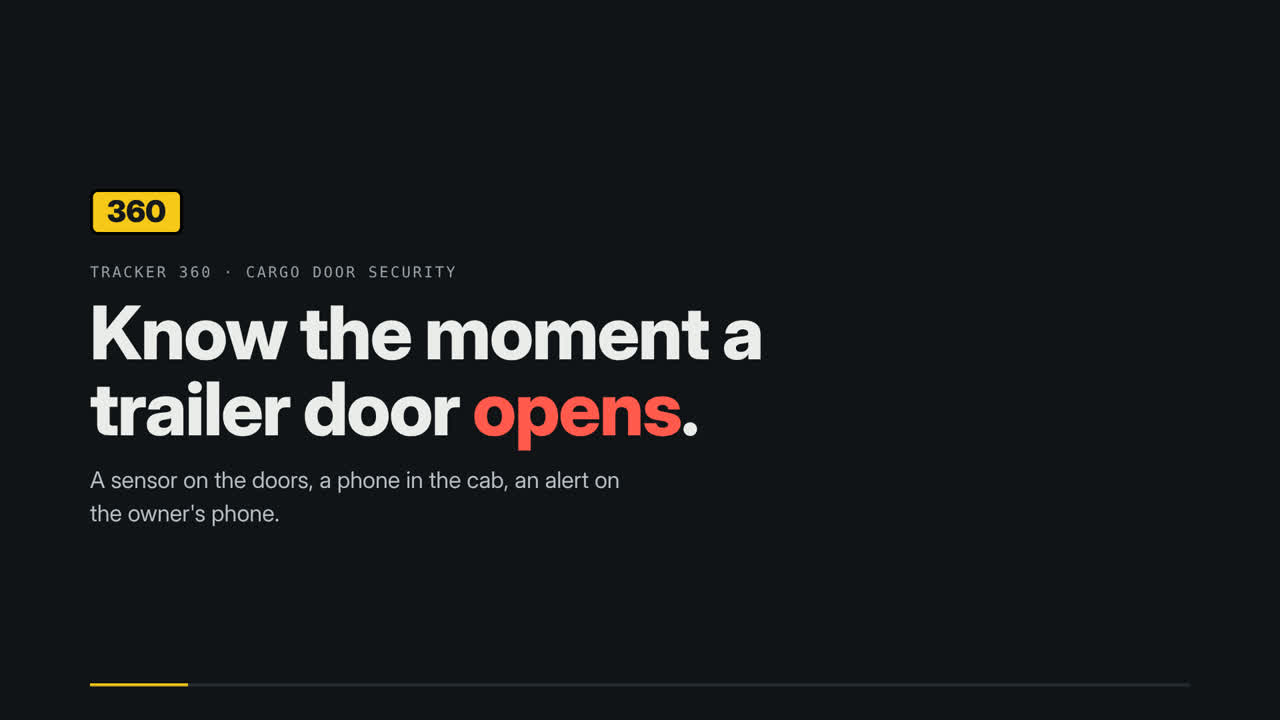 360
TRACKER 360 · CARGO DOOR SECURITY
Know the moment a
trailer door opens.
A sensor on the doors, a phone in the cab, an alert on
the owner's phone.